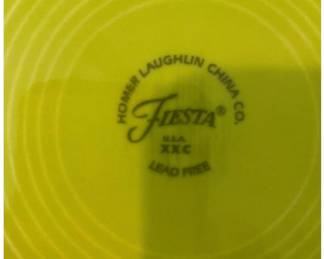 HOMER LAUGHLIN CHINA CO.
FIESTA®
U.S.A.
XXC
LEAD FREE